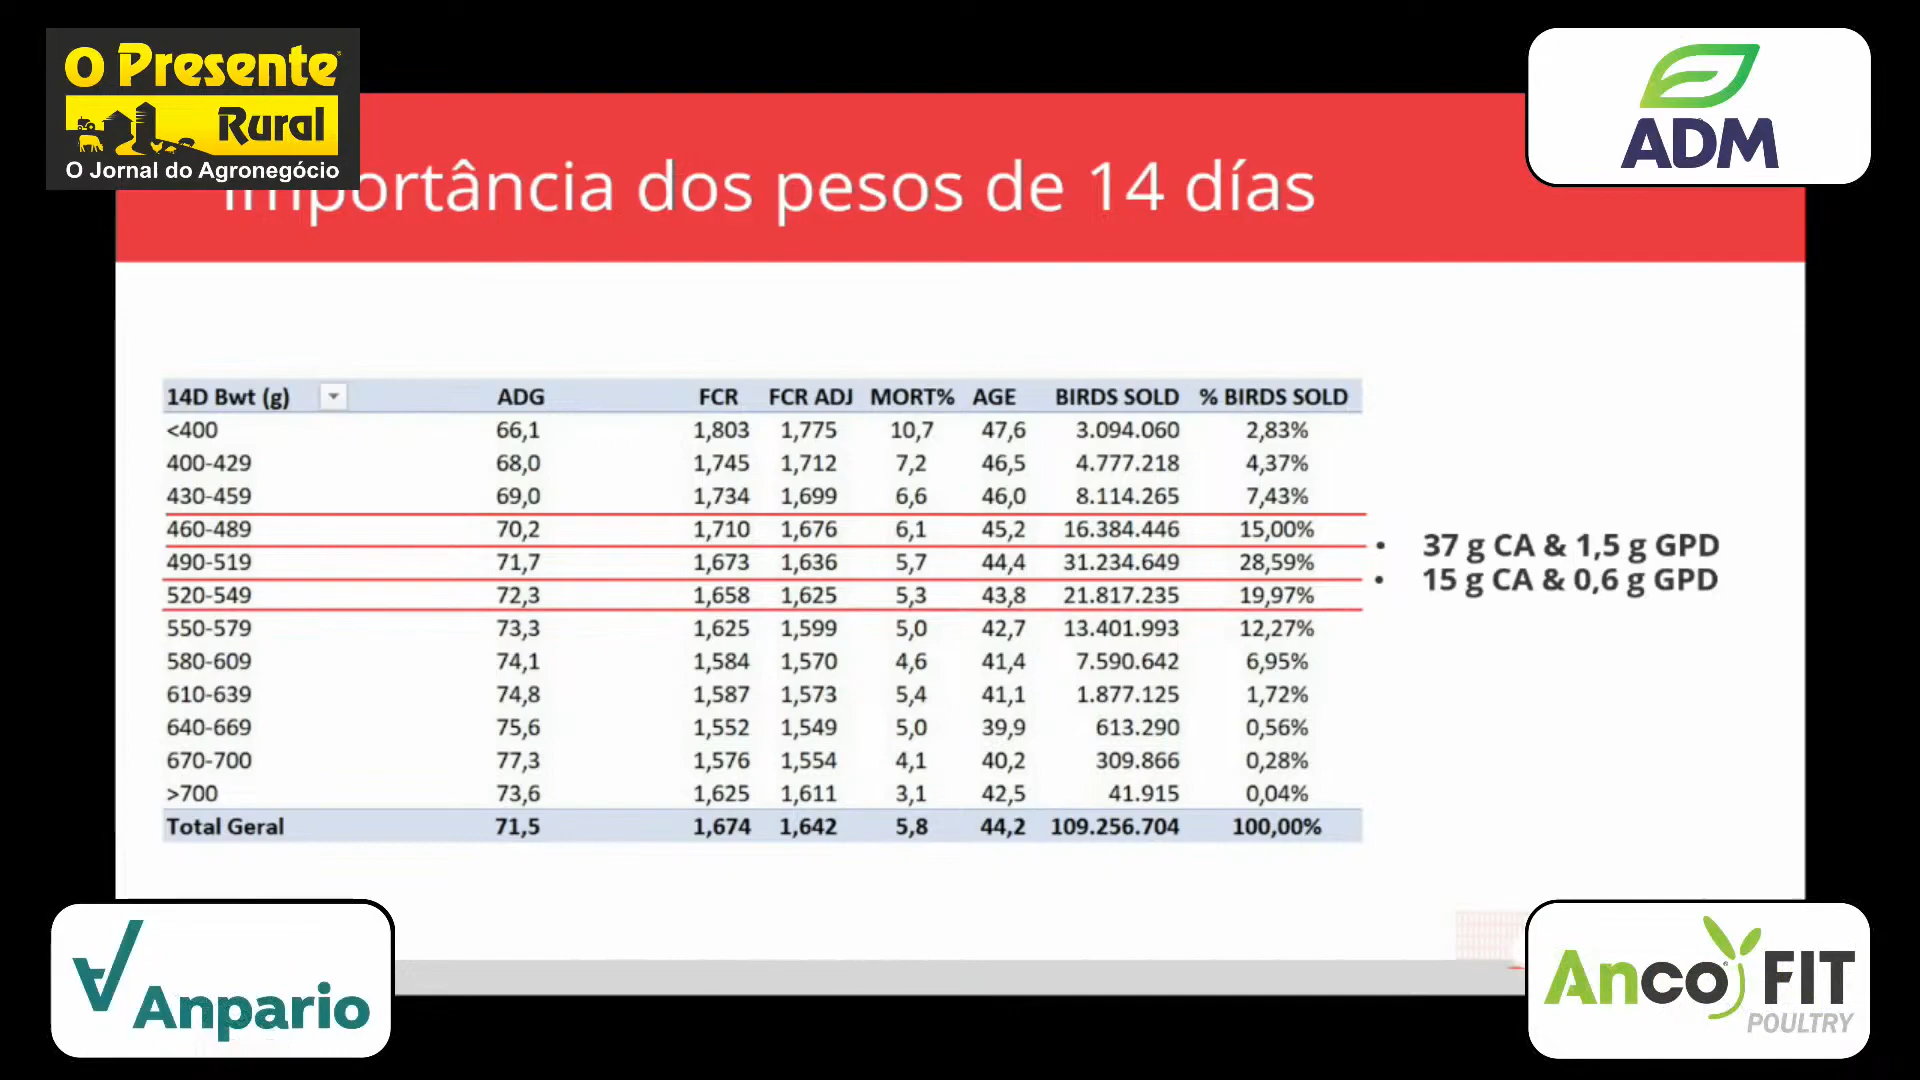 O Presente
Rural
O Jornal do Agronegócio
ADM
Importância dos pesos de 14 días
14D Bwt (g) ADG FCR FCR ADJ MORT% AGE BIRDS SOLD % BIRDS SOLD
<400 66,1 1,803 1,775 10,7 47,6 3.094.060 2,83%
400-429 68,0 1,745 1,712 7,2 46,5 4.777.218 4,37%
430-459 69,0 1,734 1,699 6,6 46,0 8.114.265 7,43%
460-489 70,2 1,710 1,676 6,1 45,2 16.384.446 15,00%
490-519 71,7 1,673 1,636 5,7 44,4 31.234.649 28,59%
520-549 72,3 1,658 1,625 5,3 43,8 21.817.235 19,97%
550-579 73,3 1,625 1,599 5,0 42,7 13.401.993 12,27%
580-609 74,1 1,584 1,570 4,6 41,4 7.590.642 6,95%
610-639 74,8 1,587 1,573 5,4 41,1 1.877.125 1,72%
640-669 75,6 1,552 1,549 5,0 39,9 613.290 0,56%
670-700 77,3 1,576 1,554 4,1 40,2 309.866 0,28%
>700 73,6 1,625 1,611 3,1 42,5 41.915 0,04%
Total Geral 71,5 1,674 1,642 5,8 44,2 109.256.704 100,00%
• 37 g CA & 1,5 g GPD
• 15 g CA & 0,6 g GPD
Anpario
Anco FIT
POULTRY